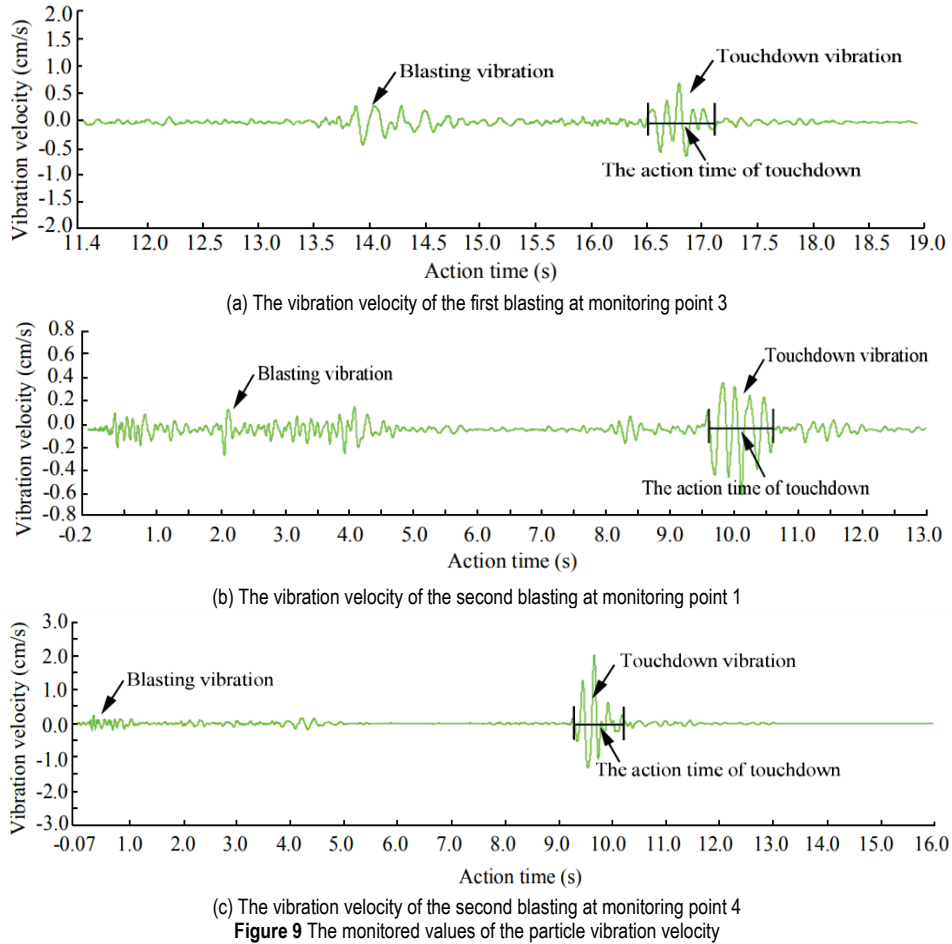 Vibration velocity (cm/s)
2.0
1.5
1.0
0.5
0.0
-0.5
-1.0
-1.5
-2.0
Blasting vibration
Touchdown vibration
The action time of touchdown
11.4 12.0 12.5 13.0 13.5 14.0 14.5 15.0 15.5 16.0 16.5 17.0 17.5 18.0 18.5 19.0
Action time (s)
(a) The vibration velocity of the first blasting at monitoring point 3
Vibration velocity (cm/s)
0.8
0.6
0.4
0.2
0.0
-0.2
-0.4
-0.6
-0.8
Blasting vibration
Touchdown vibration
The action time of touchdown
-0.2 1.0 2.0 3.0 4.0 5.0 6.0 7.0 8.0 9.0 10.0 11.0 12.0 13.0
Action time (s)
(b) The vibration velocity of the second blasting at monitoring point 1
Vibration velocity (cm/s)
3.0
2.0
1.0
0.0
-1.0
-2.0
-3.0
Blasting vibration
Touchdown vibration
The action time of touchdown
-0.07 1.0 2.0 3.0 4.0 5.0 6.0 7.0 8.0 9.0 10.0 11.0 12.0 13.0 14.0 15.0 16.0
Action time (s)
(c) The vibration velocity of the second blasting at monitoring point 4
Figure 9 The monitored values of the particle vibration velocity